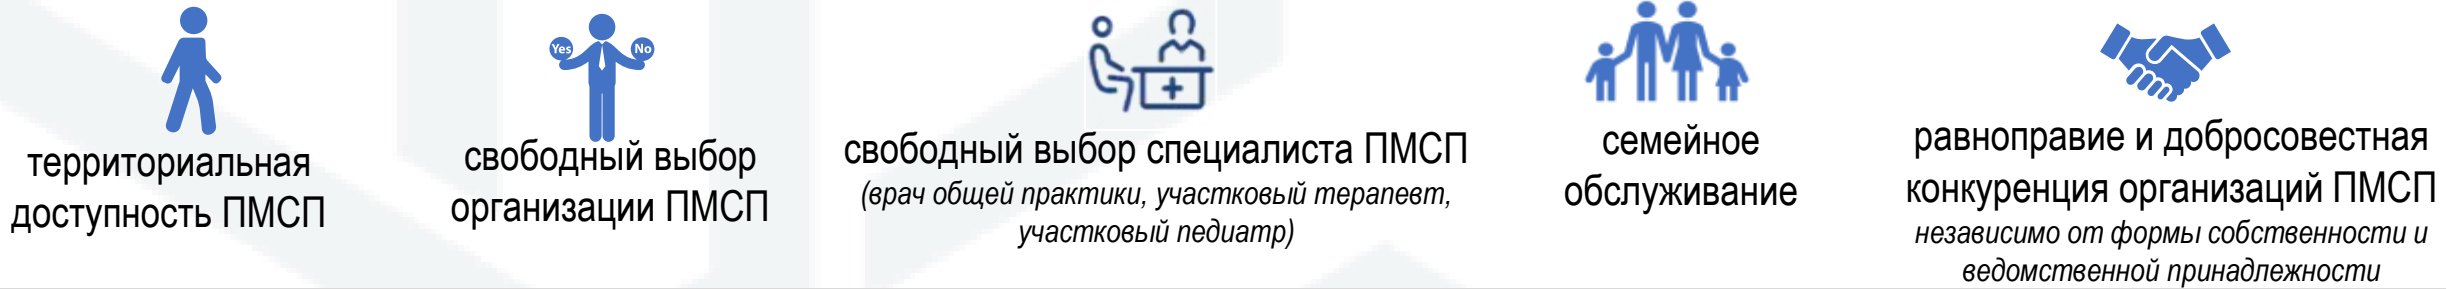 Yes
No
территориальная
доступность ПМСП
свободный выбор
организации ПМСП
свободный выбор специалиста ПМСП
(врач общей практики, участковый терапевт,
участковый педиатр)
семейное
обслуживание
равноправие и добросовестная
конкуренция организаций ПМСП
независимо от формы собственности и
ведомственной принадлежности